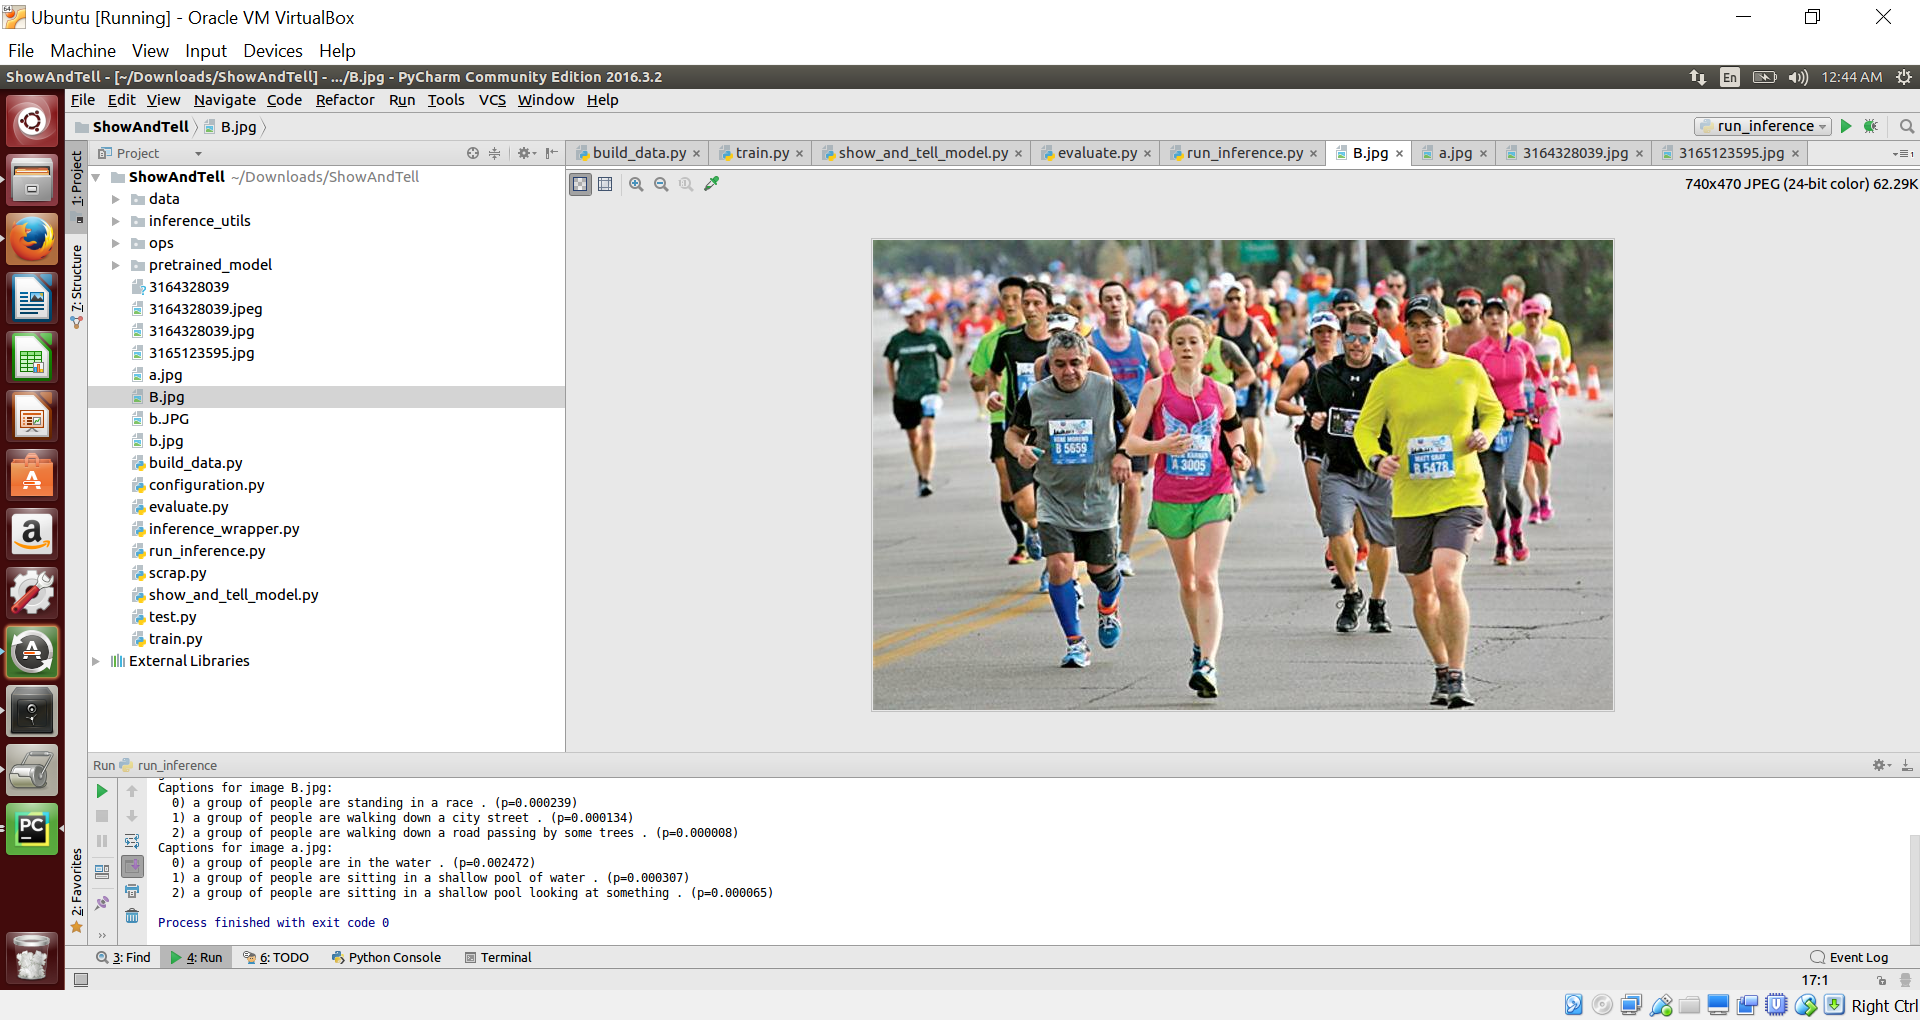 Ubuntu [Running] - Oracle VM VirtualBox
File Machine View Input Devices Help
ShowAndTell - [~/Downloads/ShowAndTell] - .../B.jpg - PyCharm Community Edition 2016.3.2
En 12:44 AM
File Edit View Navigate Code Refactor Run Tools VCS Window Help
ShowAndTell B.jpg
run_inference
Project
build_data.py train.py show_and_tell_model.py evaluate.py run_inference.py B.jpg a.jpg 3164328039.jpg 3165123595.jpg
740x470 JPEG (24-bit color) 62.29K
1: Project
7: Structure
2: Favorites
ShowAndTell ~/Downloads/ShowAndTell
data
inference_utils
ops
pretrained_model
3164328039
3164328039.jpeg
3164328039.jpg
3165123595.jpg
a.jpg
B.jpg
b.JPG
b.jpg
build_data.py
configuration.py
evaluate.py
inference_wrapper.py
run_inference.py
scrap.py
show_and_tell_model.py
test.py
train.py
External Libraries
B 5659
A 3005
MATT GRAY
B 5478
Run run_inference
Captions for image B.jpg:
0) a group of people are standing in a race . (p=0.000239)
1) a group of people are walking down a city street . (p=0.000134)
2) a group of people are walking down a road passing by some trees . (p=0.000008)
Captions for image a.jpg:
0) a group of people are in the water . (p=0.002472)
1) a group of people are sitting in a shallow pool of water . (p=0.000307)
2) a group of people are sitting in a shallow pool looking at something . (p=0.000065)
Process finished with exit code 0
3: Find 4: Run 6: TODO Python Console Terminal
Event Log
17:1
Right Ctrl